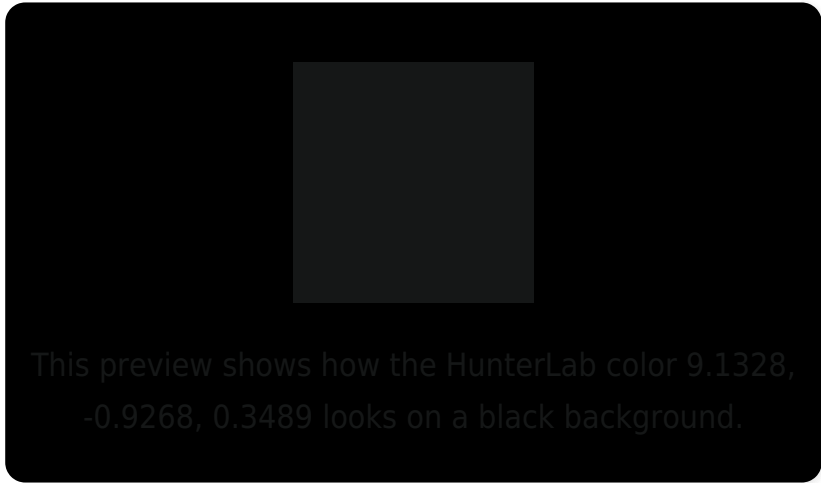 This preview shows how the HunterLab color 9.1328,
-0.9268, 0.3489 looks on a black background.